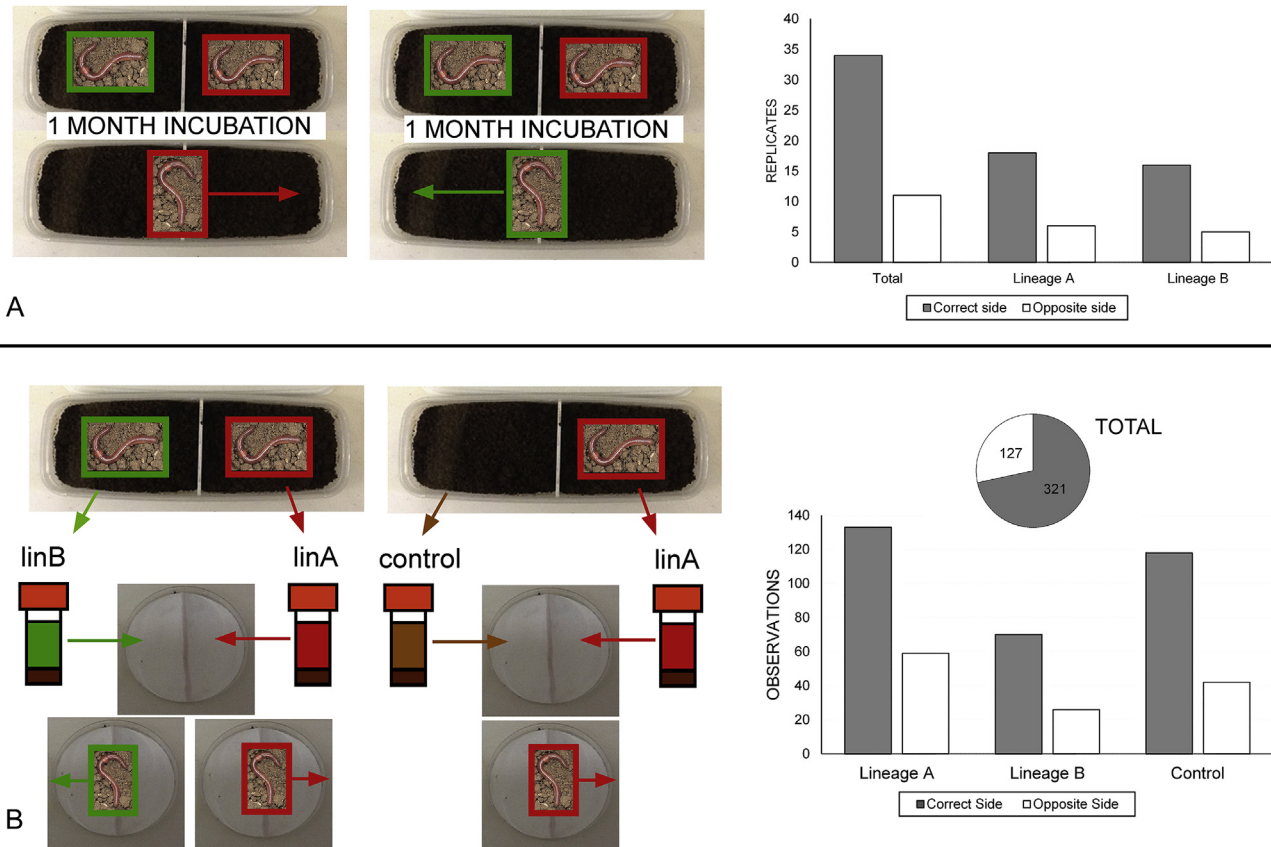 1 MONTH INCUBATION
1 MONTH INCUBATION
A
REPLICATES
40
35
30
25
20
15
10
5
0
Total
Lineage A
Lineage B
Correct side
Opposite side
linB
linA
control
linA
B
TOTAL
127
321
OBSERVATIONS
140
120
100
80
60
40
20
0
Lineage A
Lineage B
Control
Correct Side
Opposite Side